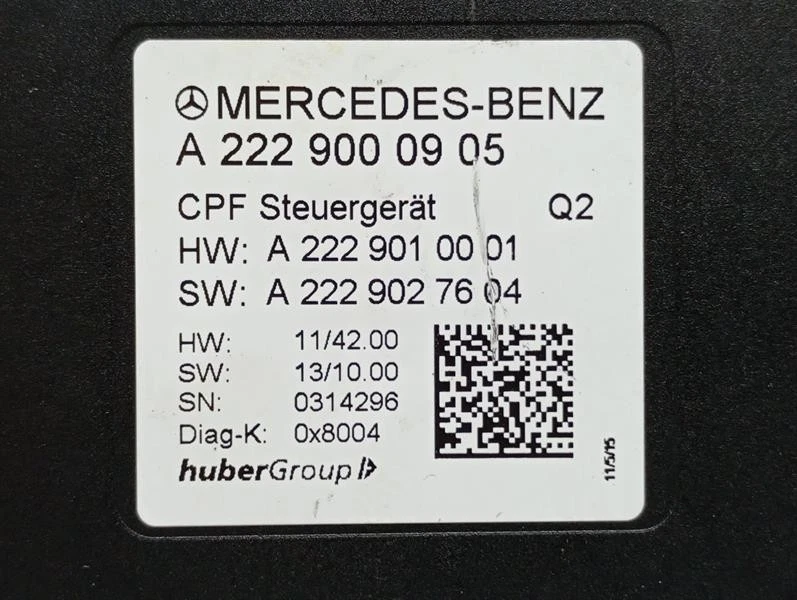 MERCEDES-BENZ
A 222 900 09 05
CPF Steuergerät Q2
HW: A 222 901 00 01
SW: A 222 902 76 04
HW: 11/42.00
SW: 13/10.00
SN: 0314296
Diag-K: 0x8004
huberGroup
11/5/15